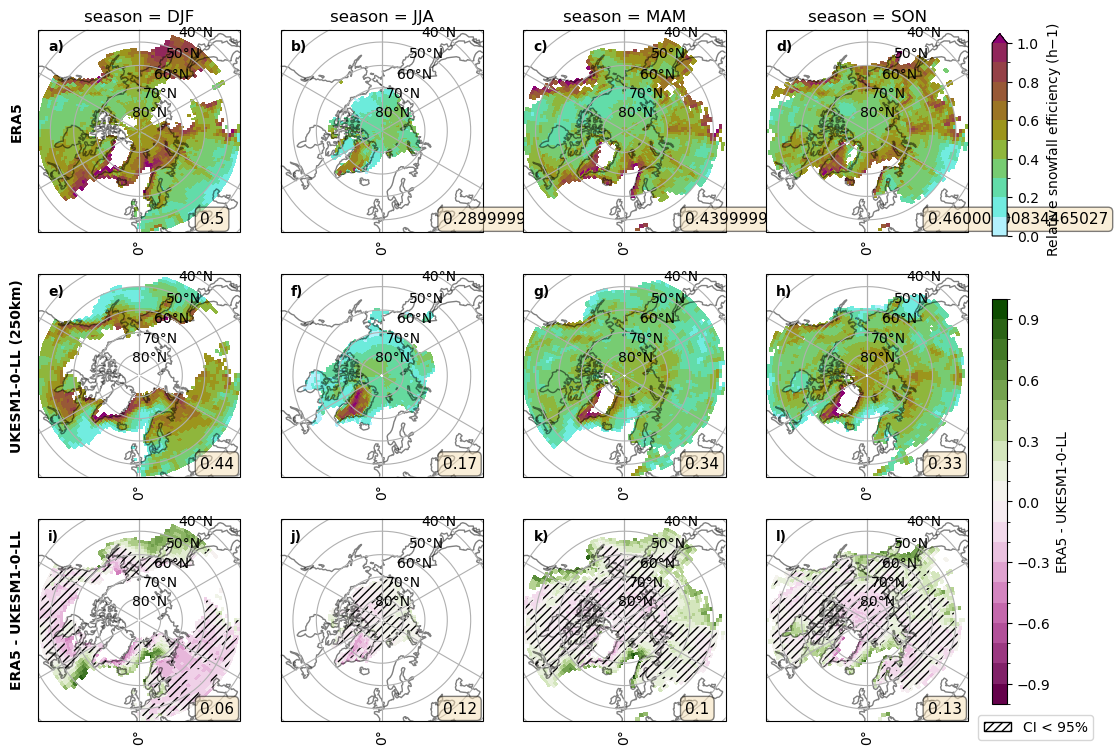 season = DJF
season = JJA
season = MAM
season = SON
ERA5
a)
40°N
50°N
60°N
70°N
80°N
0.5
0°
b)
40°N
50°N
60°N
70°N
80°N
0.2899999
0°
c)
40°N
50°N
60°N
70°N
80°N
0.4399999
0°
d)
40°N
50°N
60°N
70°N
80°N
0°
1.0
0.8
0.6
0.4
0.2
0.0
Relative snowfall efficiency (h−1)
UKESM1-0-LL (250km)
e)
40°N
50°N
60°N
70°N
80°N
0.44
0°
f)
40°N
50°N
60°N
70°N
80°N
0.17
0°
g)
40°N
50°N
60°N
70°N
80°N
0.34
0°
h)
40°N
50°N
60°N
70°N
80°N
0.33
0°
ERA5 - UKESM1-0-LL
i)
40°N
50°N
60°N
70°N
80°N
0.06
0°
j)
40°N
50°N
60°N
70°N
80°N
0.12
0°
k)
40°N
50°N
60°N
70°N
80°N
0.1
0°
l)
40°N
50°N
60°N
70°N
80°N
0.13
0°
0.9
0.6
0.3
0.0
−0.3
−0.6
−0.9
ERA5 - UKESM1-0-LL
CI < 95%